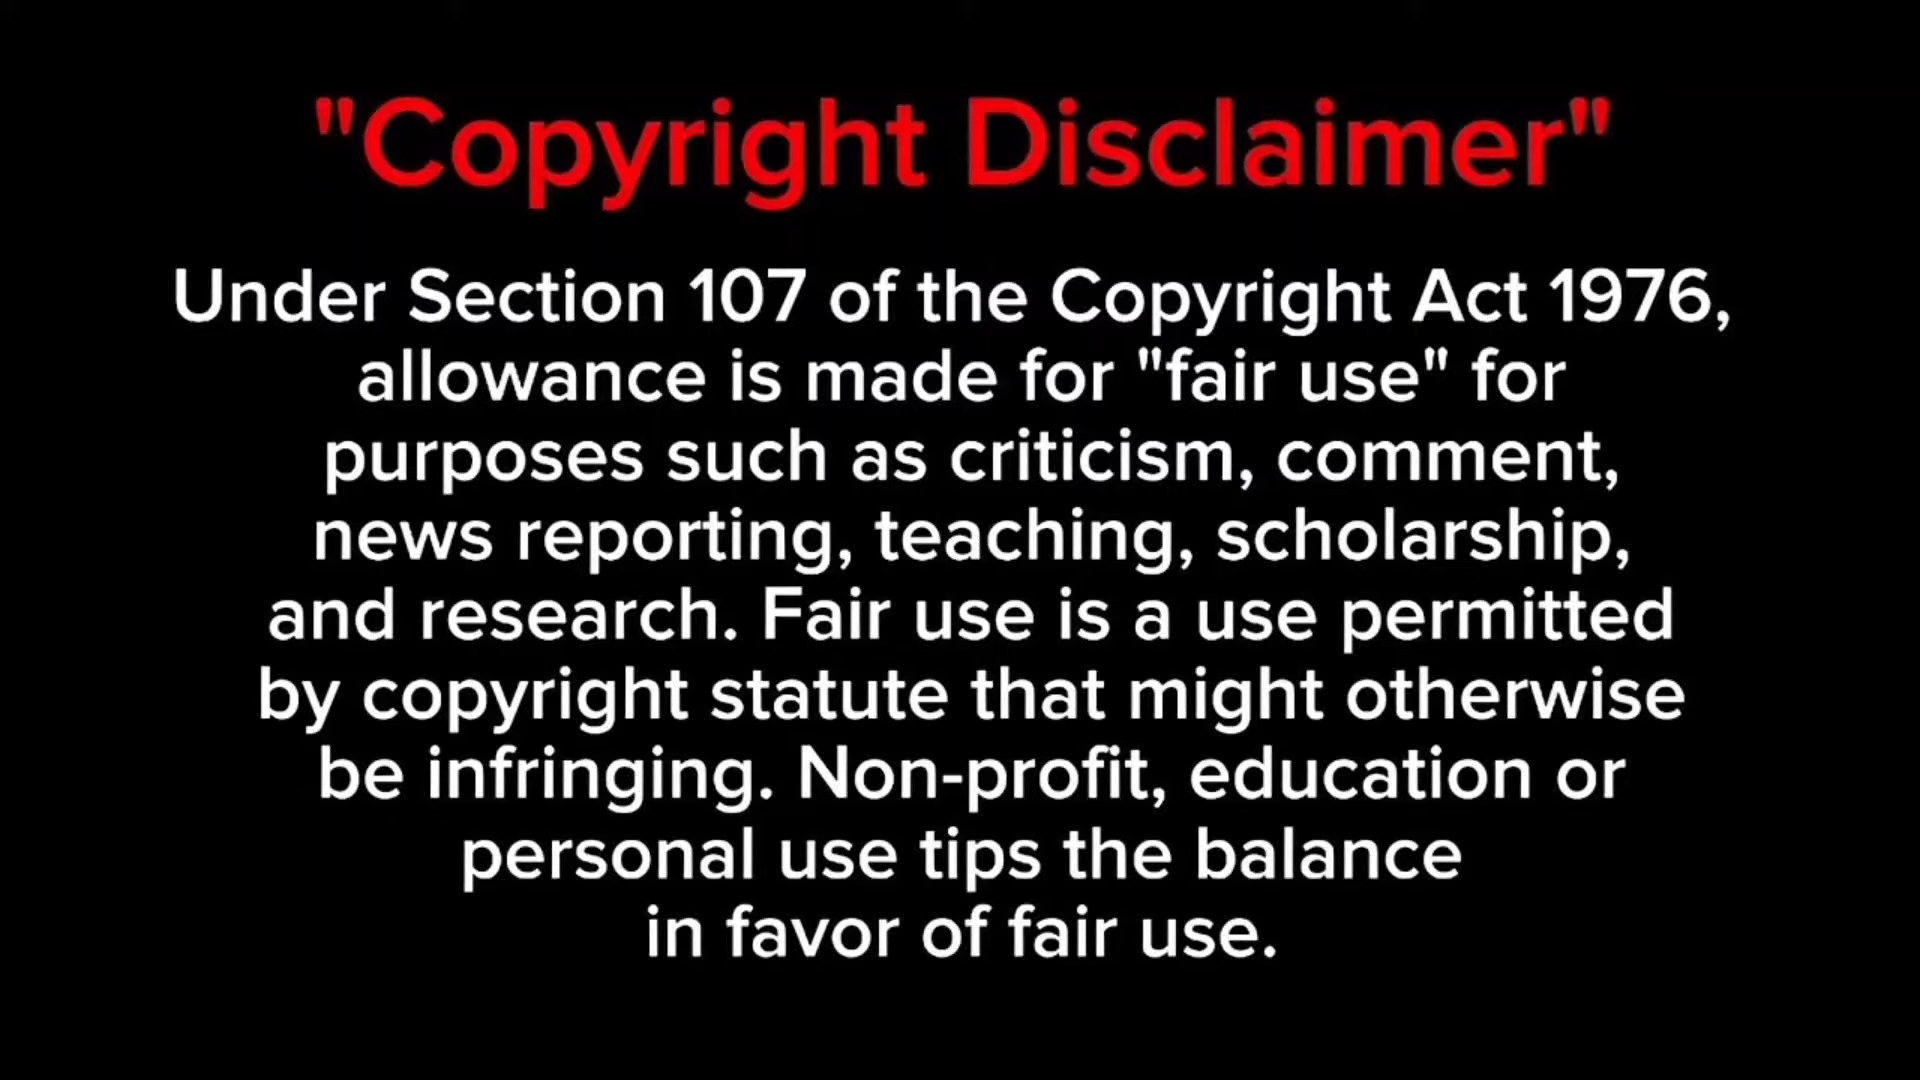 "Copyright Disclaimer"
Under Section 107 of the Copyright Act 1976,
allowance is made for "fair use" for
purposes such as criticism, comment,
news reporting, teaching, scholarship,
and research. Fair use is a use permitted
by copyright statute that might otherwise
be infringing. Non-profit, education or
personal use tips the balance
in favor of fair use.